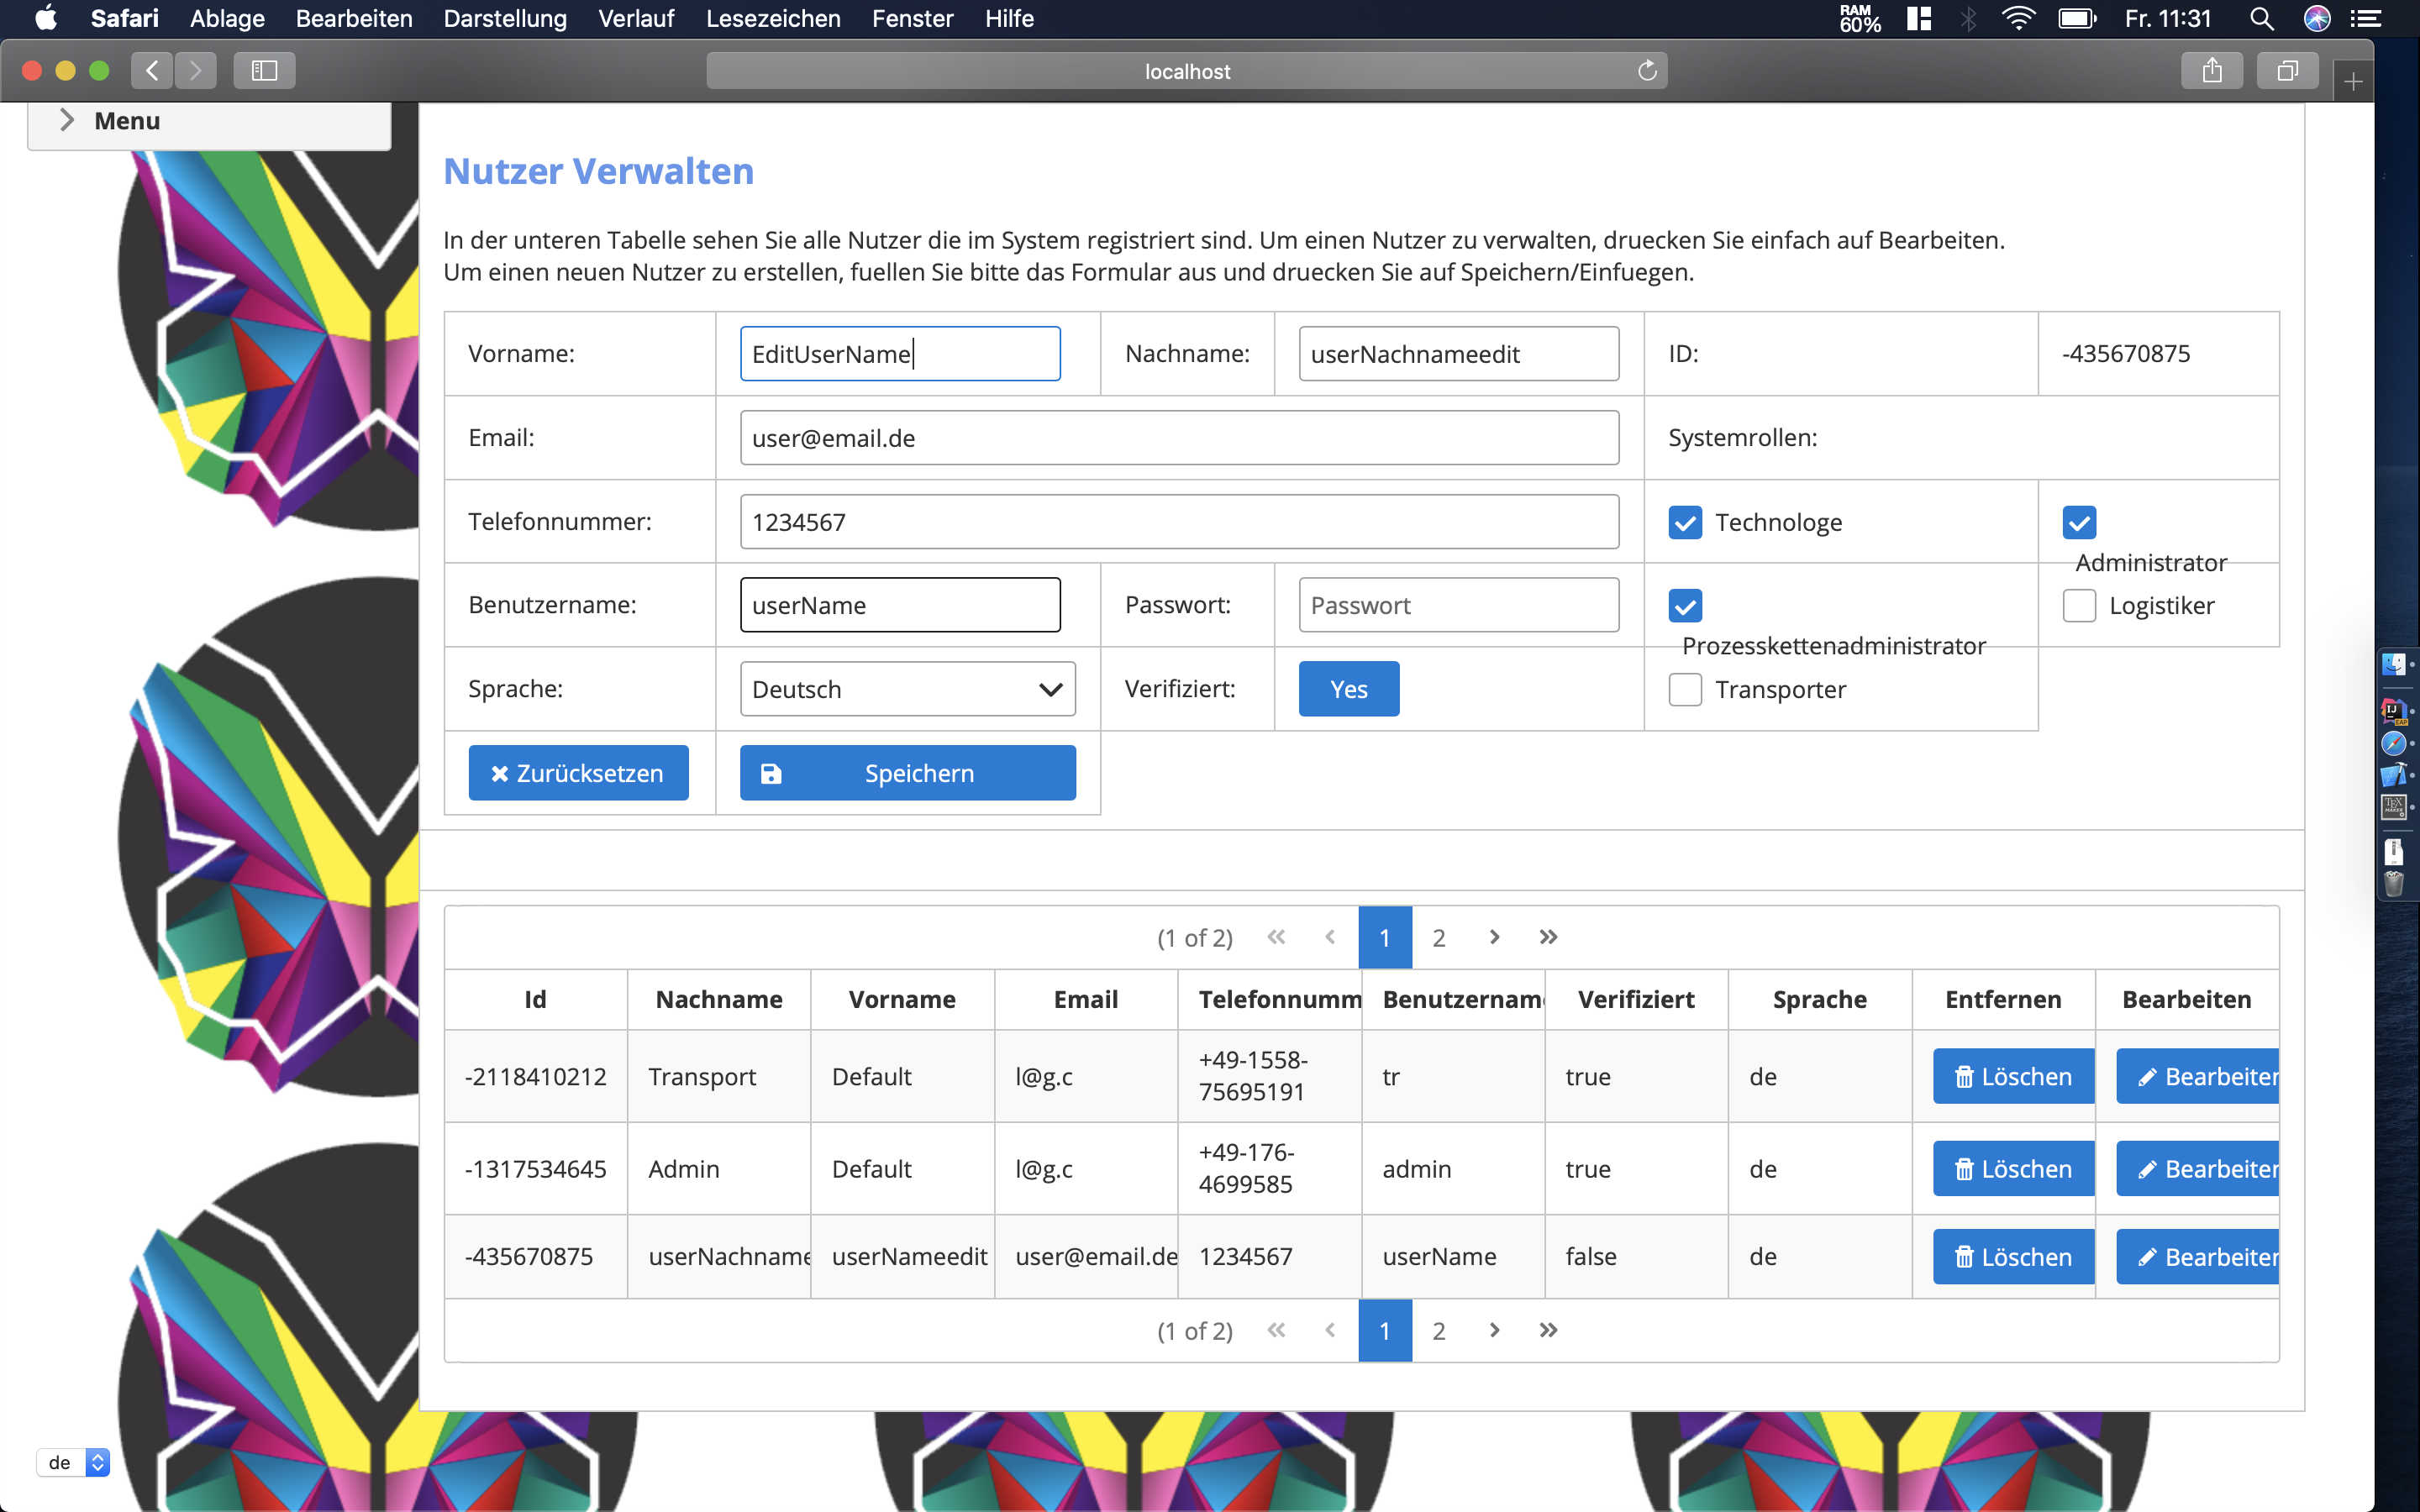 Safari Ablage Bearbeiten Darstellung Verlauf Lesezeichen Fenster Hilfe RAM 60% Fr. 11:31
localhost
Menu
Nutzer Verwalten
In der unteren Tabelle sehen Sie alle Nutzer die im System registriert sind. Um einen Nutzer zu verwalten, druecken Sie einfach auf Bearbeiten.
Um einen neuen Nutzer zu erstellen, fuellen Sie bitte das Formular aus und druecken Sie auf Speichern/Einfuegen.
Vorname: EditUserName Nachname: userNachnameedit ID: -435670875
Email: user@email.de Systemrollen:
Telefonnummer: 1234567 Technologe Administrator
Benutzername: userName Passwort: Passwort Prozesskettenadministrator Logistiker
Sprache: Deutsch Verifiziert: Yes Transporter
Zurücksetzen Speichern
(1 of 2) « ‹ 1 2 › »
Id Nachname Vorname Email Telefonnumm Benutzernam Verifiziert Sprache Entfernen Bearbeiten
-2118410212 Transport Default l@g.c +49-1558-75695191 tr true de Löschen Bearbeiten
-1317534645 Admin Default l@g.c +49-176-4699585 admin true de Löschen Bearbeiten
-435670875 userNachname userNameedit user@email.de 1234567 userName false de Löschen Bearbeiten
(1 of 2) « ‹ 1 2 › »
de